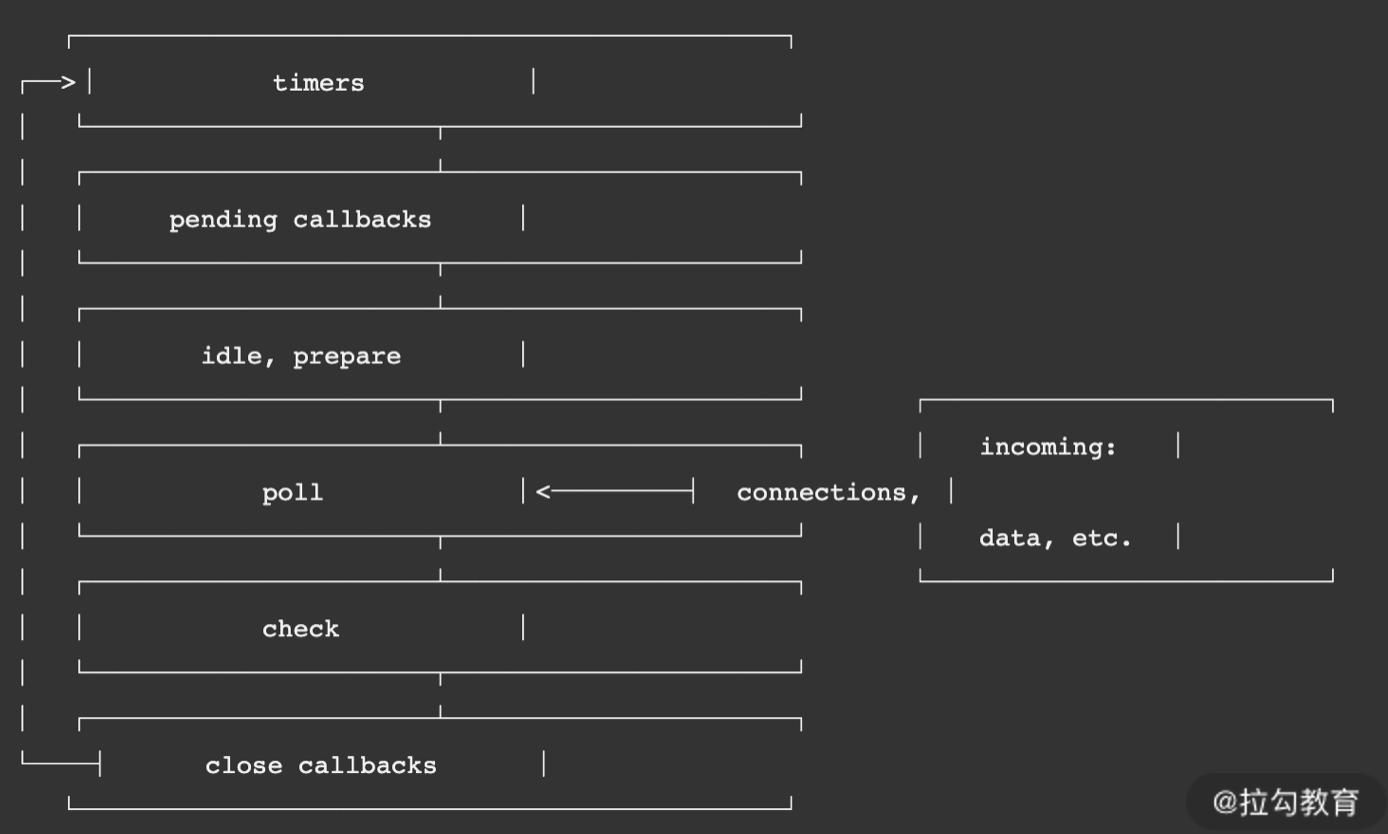 timers
pending callbacks
idle, prepare
incoming:
poll
connections,
data, etc.
check
close callbacks
@拉勾教育